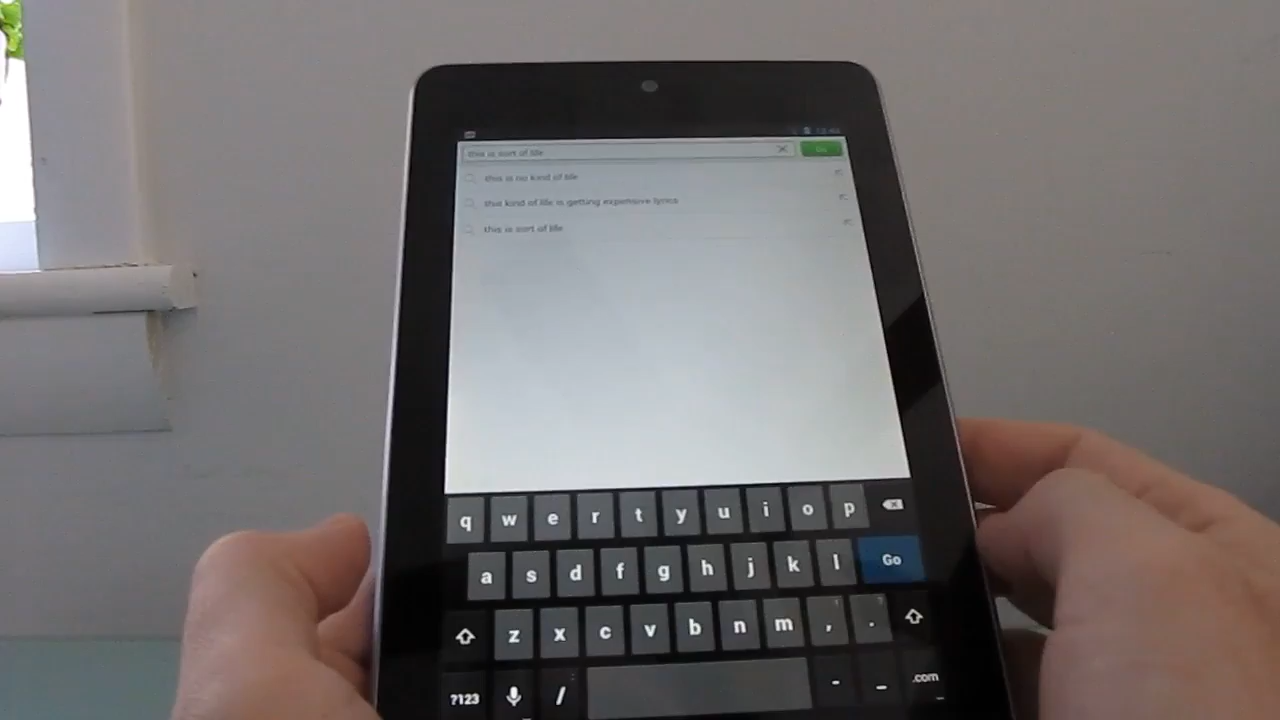 this is sort of life
Go
this is no kind of life
this kind of life is getting expensive lyrics
this is sort of life
q w e r t y u i o p
a s d f g h j k l Go
z x c v b n m , .
?123 / - _ .com